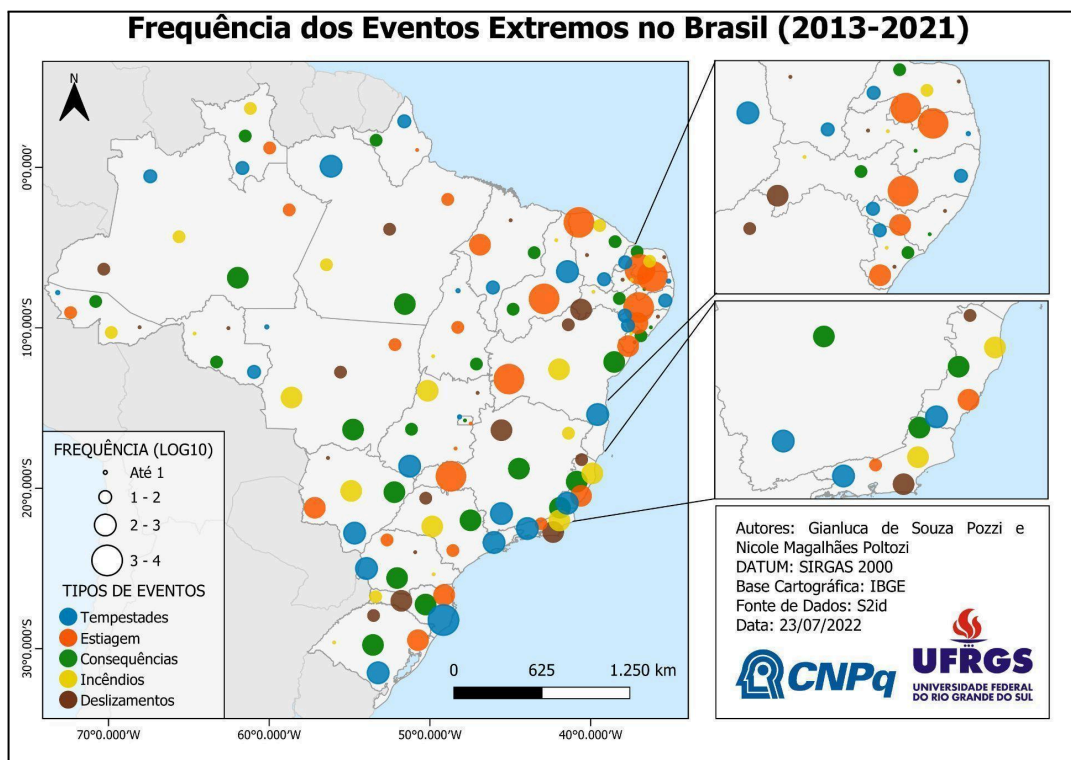 Frequência dos Eventos Extremos no Brasil (2013-2021)
N
0°0.000'
10°0.000'S
20°0.000'S
30°0.000'S
70°0.000'W
60°0.000'W
50°0.000'W
40°0.000'W
FREQUÊNCIA (LOG10)
Até 1
1 - 2
2 - 3
3 - 4
TIPOS DE EVENTOS
Tempestades
Estiagem
Consequências
Incêndios
Deslizamentos
0
625
1.250 km
Autores: Gianluca de Souza Pozzi e
Nicole Magalhães Poltozi
DATUM: SIRGAS 2000
Base Cartográfica: IBGE
Fonte de Dados: S2id
Data: 23/07/2022
CNPq
UFRGS
UNIVERSIDADE FEDERAL
DO RIO GRANDE DO SUL